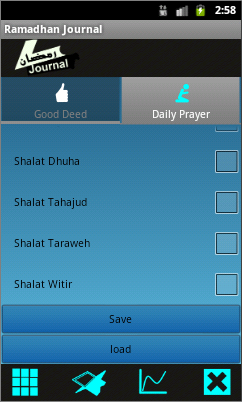 2:58
Ramadhan Journal
Journal
Good Deed
Daily Prayer
Shalat Dhuha
Shalat Tahajud
Shalat Taraweh
Shalat Witir
Save
load